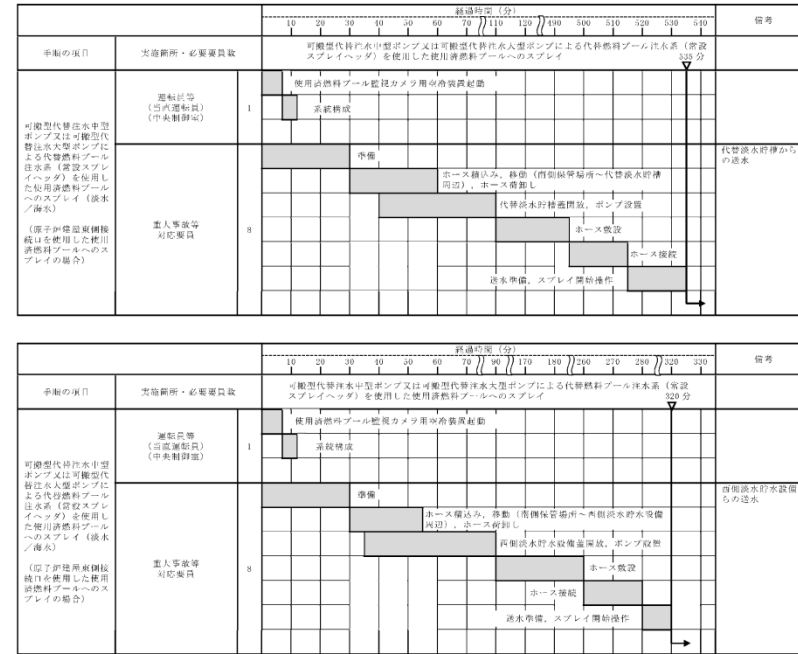 経過時間（分）
10 20 30 40 50 60 70 110 120 490 500 510 520 530 540
備考
手順の項目
実施箇所・必要要員数
可搬型代替注水中型ポンプ又は可搬型代替注水大型ポンプによる代替燃料プール注水系（常設
スプレイヘッダ）を使用した使用済燃料プールへのスプレイ
535 分
可搬型代替注水中型
ポンプ又は可搬型代
替注水大型ポンプに
よる代替燃料プール
注水系（常設スプレ
イヘッダ）を使用し
た使用済燃料プール
へのスプレイ（淡水
／海水）
（原子炉建屋東側接
続口を使用した使用
済燃料プールへのス
プレイの場合）
運転員等
（当直運転員）
（中央制御室）
1
使用済燃料プール監視カメラ用空冷装置起動
系統構成
重大事故等
対応要員
8
準備
ホース積込み，移動（南側保管場所～代替淡水貯槽
周辺），ホース荷卸し
代替淡水貯槽蓋開放，ポンプ設置
ホース敷設
ホース接続
送水準備，スプレイ開始操作
代替淡水貯槽か
らの送水
経過時間（分）
10 20 30 40 50 60 70 90 170 180 260 270 280 320 330
備考
手順の項目
実施箇所・必要要員数
可搬型代替注水中型ポンプ又は可搬型代替注水大型ポンプによる代替燃料プール注水系（常設
スプレイヘッダ）を使用した使用済燃料プールへのスプレイ
320 分
可搬型代替注水中型
ポンプ又は可搬型代
替注水大型ポンプに
よる代替燃料プール
注水系（常設スプレ
イヘッダ）を使用し
た使用済燃料プール
へのスプレイ（淡水
／海水）
（原子炉建屋東側接
続口を使用した使用
済燃料プールへのス
プレイの場合）
運転員等
（当直運転員）
（中央制御室）
1
使用済燃料プール監視カメラ用空冷装置起動
系統構成
重大事故等
対応要員
8
準備
ホース積込み，移動（南側保管場所～西側淡水貯水設備
周辺），ホース荷卸し
西側淡水貯水設備蓋開放，ポンプ設置
ホース敷設
ホース接続
送水準備，スプレイ開始操作
西側淡水貯水設備
らの送水